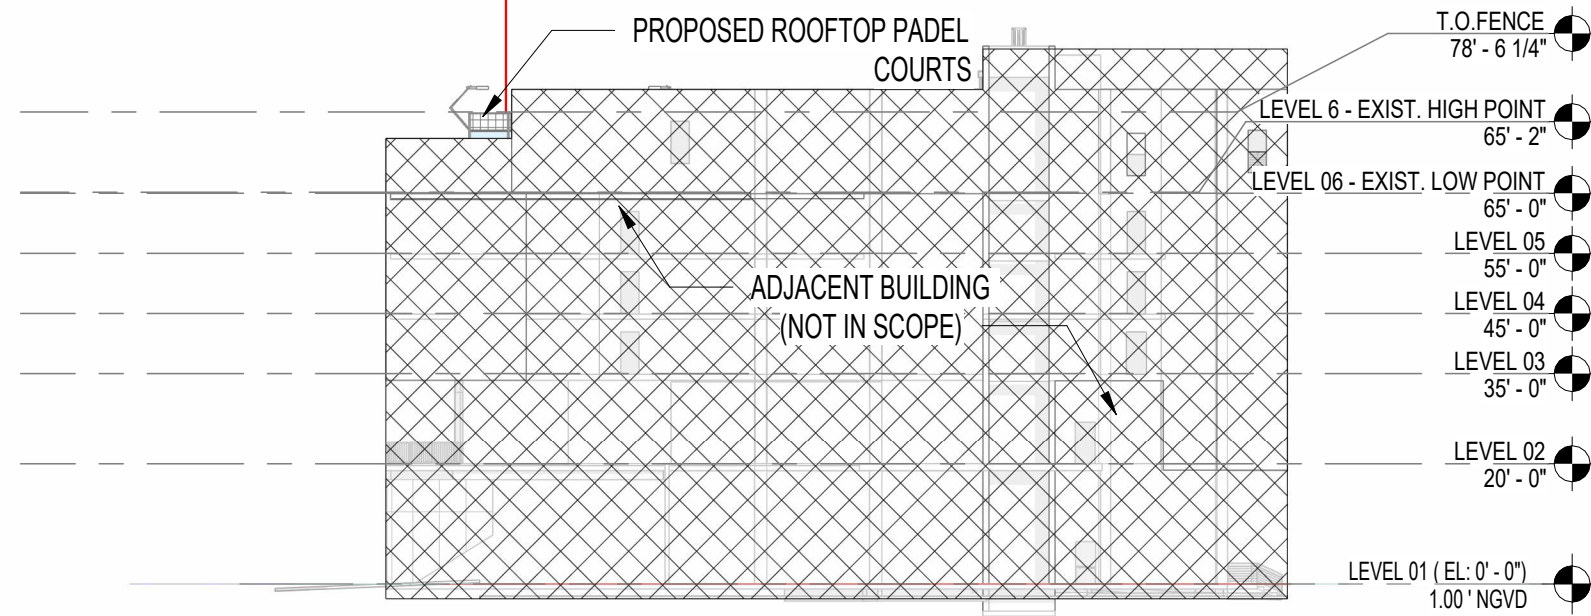 PROPOSED ROOFTOP PADEL
COURTS
T.O.FENCE
78' - 6 1/4"
LEVEL 6 - EXIST. HIGH POINT
65' - 2"
LEVEL 06 - EXIST. LOW POINT
65' - 0"
LEVEL 05
55' - 0"
ADJACENT BUILDING
(NOT IN SCOPE)
LEVEL 04
45' - 0"
LEVEL 03
35' - 0"
LEVEL 02
20' - 0"
LEVEL 01 ( EL: 0' - 0")
1.00 ' NGVD